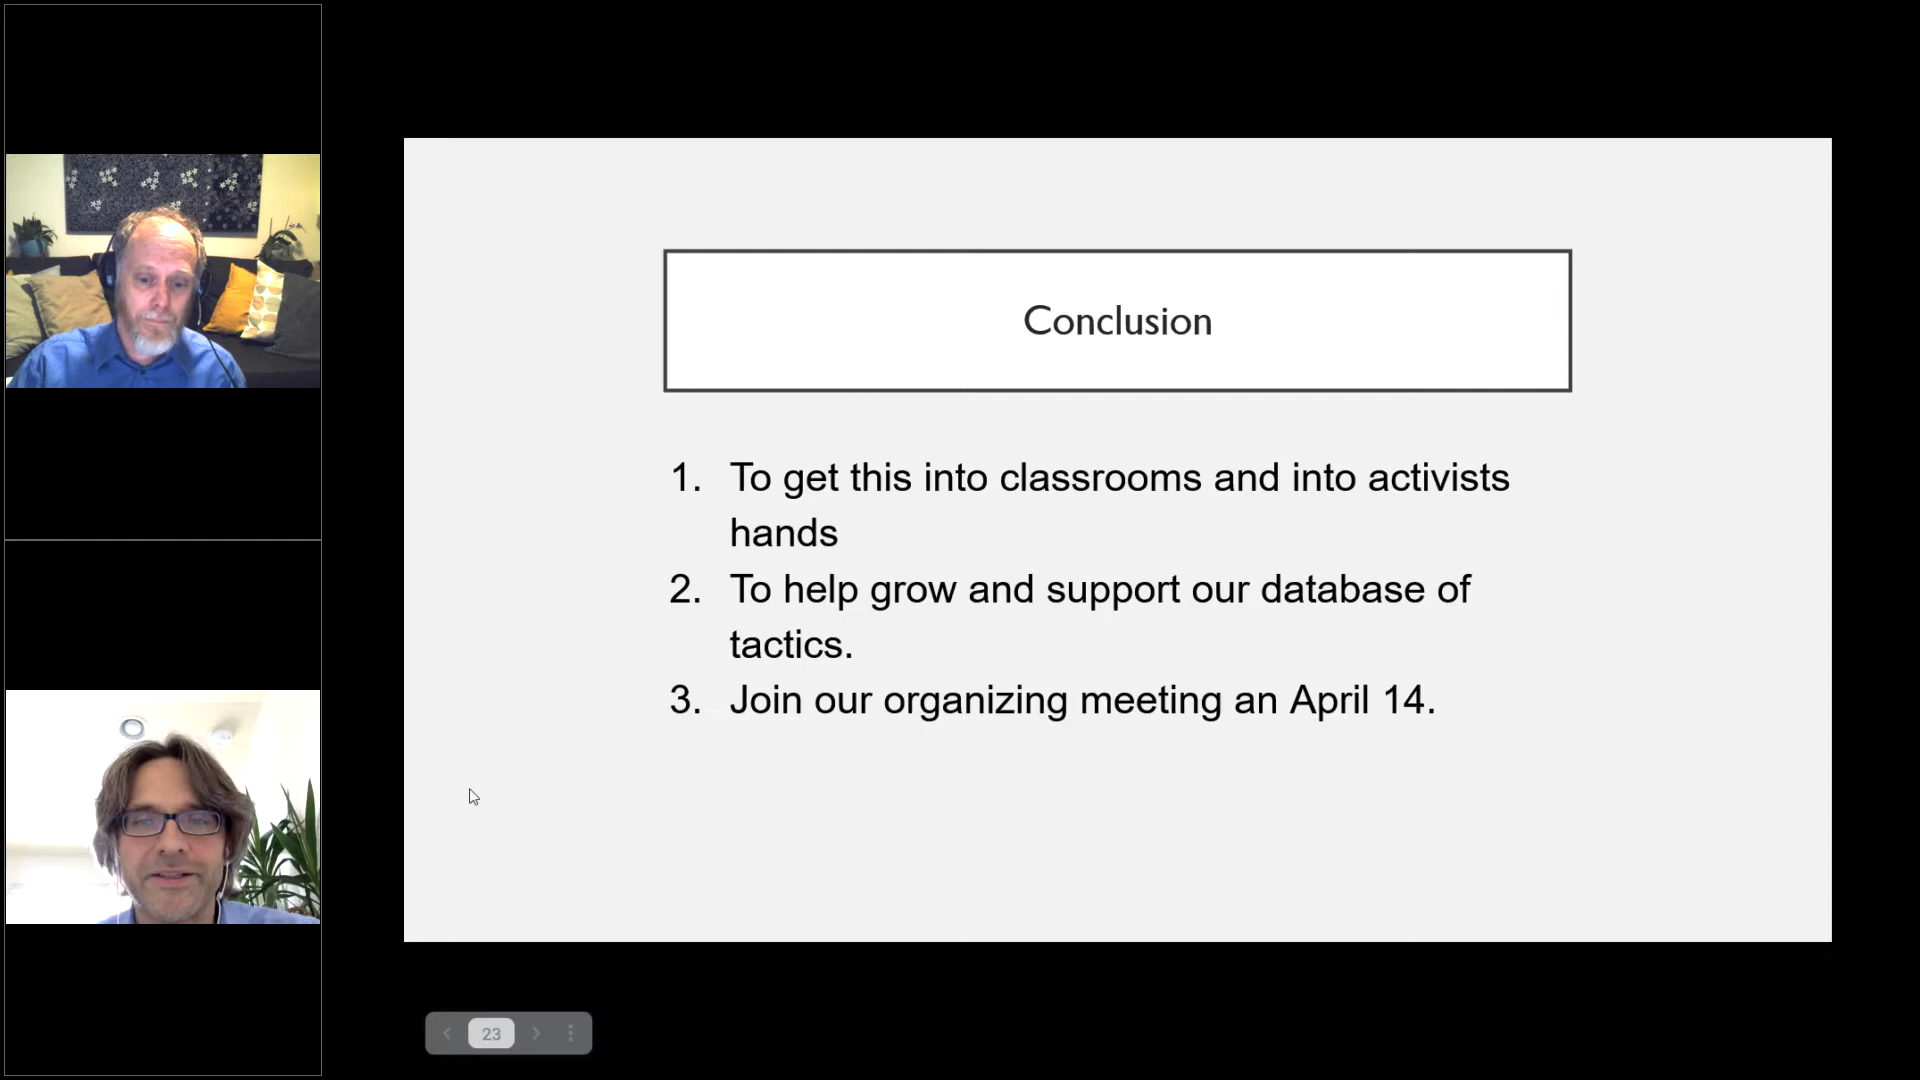 Conclusion
1. To get this into classrooms and into activists
hands
2. To help grow and support our database of
tactics.
3. Join our organizing meeting an April 14.
23